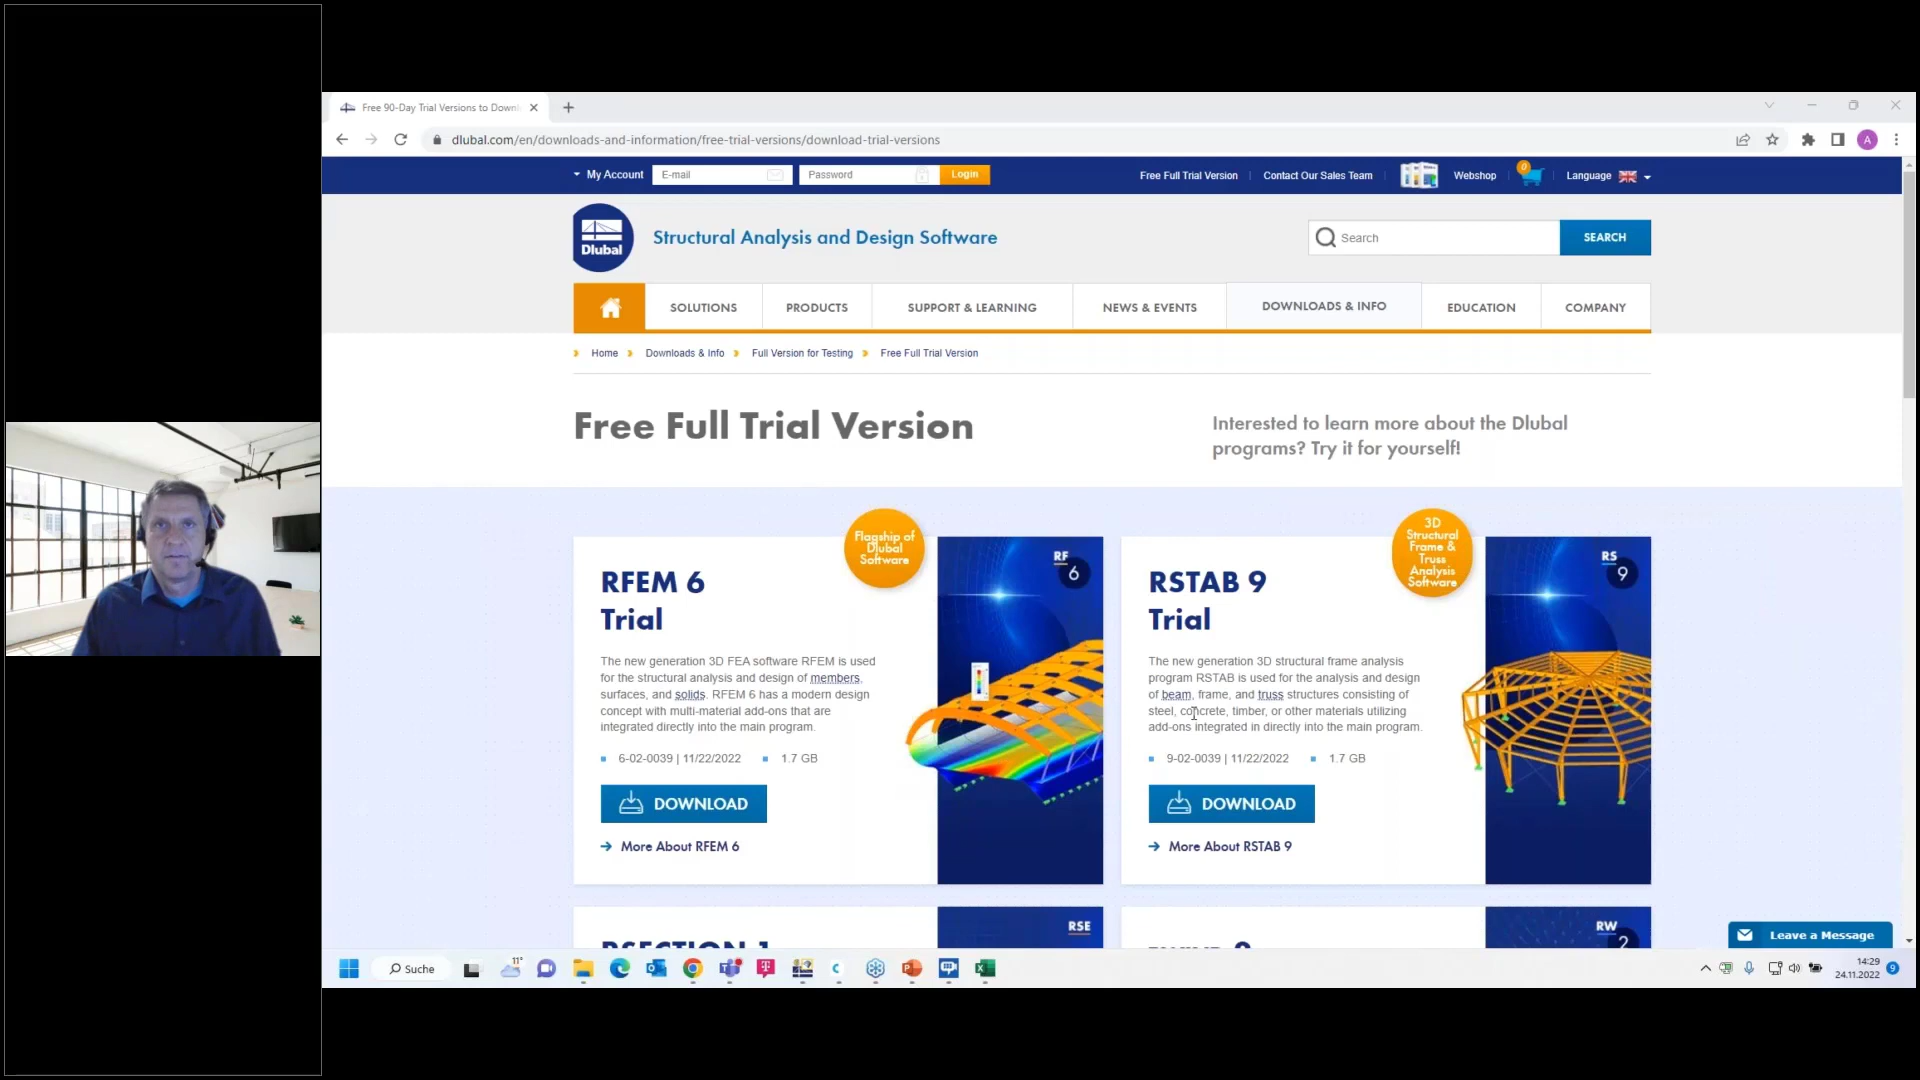 Free 90-Day Trial Versions to Downl
dlubal.com/en/downloads-and-information/free-trial-versions/download-trial-versions
A
My Account
E-mail
Password
Login
Free Full Trial Version
Contact Our Sales Team
Webshop
0
Language
Dlubal
Structural Analysis and Design Software
Search
SEARCH
SOLUTIONS
PRODUCTS
SUPPORT & LEARNING
NEWS & EVENTS
DOWNLOADS & INFO
EDUCATION
COMPANY
Home
Downloads & Info
Full Version for Testing
Free Full Trial Version
Free Full Trial Version
Interested to learn more about the Dlubal
programs? Try it for yourself!
Flagship of
Dlubal
Software
RFEM 6
Trial
The new generation 3D FEA software RFEM is used
for the structural analysis and design of members,
surfaces, and solids. RFEM 6 has a modern design
concept with multi-material add-ons that are
integrated directly into the main program.
6-02-0039 | 11/22/2022
1.7 GB
DOWNLOAD
More About RFEM 6
RF
6
3D
Structural
Frame &
Truss
Analysis
Software
RSTAB 9
Trial
The new generation 3D structural frame analysis
program RSTAB is used for the analysis and design
of beam, frame, and truss structures consisting of
steel, concrete, timber, or other materials utilizing
add-ons integrated in directly into the main program.
9-02-0039 | 11/22/2022
1.7 GB
DOWNLOAD
More About RSTAB 9
RS
9
RSECTION 1
RSE
RW
2
Leave a Message
Suche
11°
14:29
24.11.2022
9